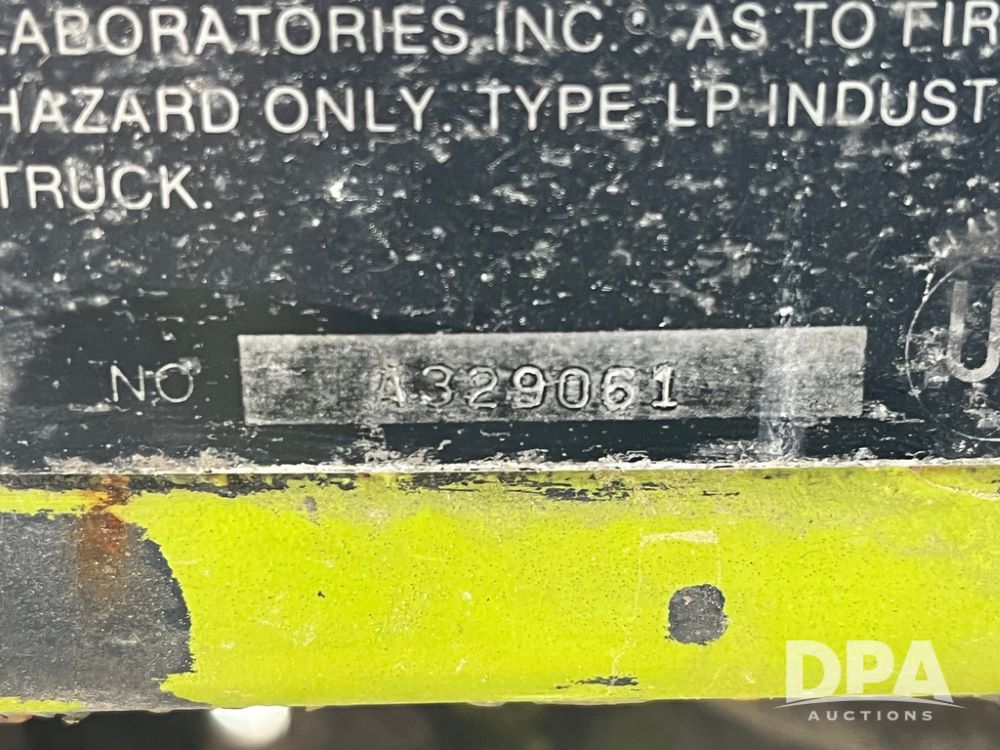 LABORATORIES INC.® AS TO FIR
HAZARD ONLY. TYPE LP INDUST
TRUCK.
NO A329061
U
DPA
AUCTIONS